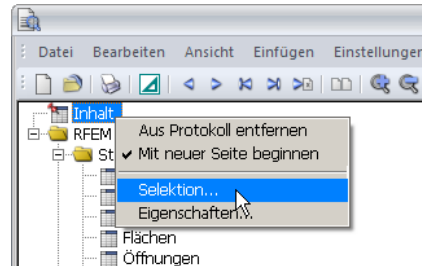 Datei Bearbeiten Ansicht Einfügen Einstellungen
Inhalt
RFEM
Aus Protokoll entfernen
St
Mit neuer Seite beginnen
Selektion...
Eigenschaften...
Flächen
Öffnungen